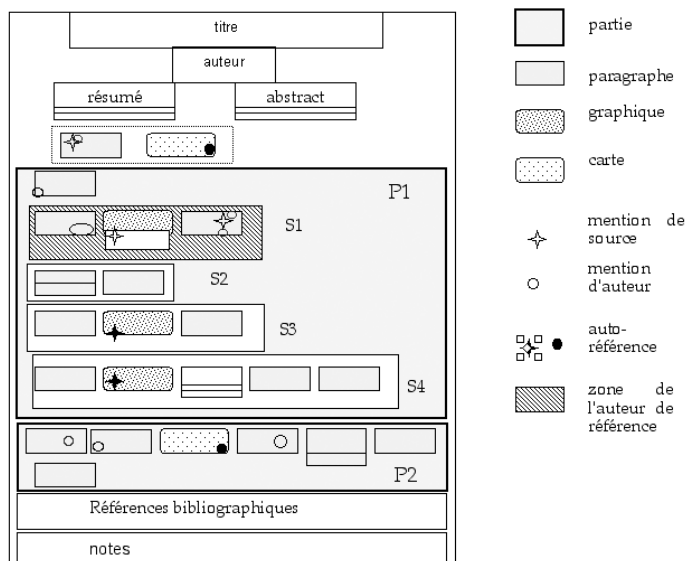 titre
auteur
résumé
abstract
P1
S1
S2
S3
S4
P2
Références bibliographiques
notes
partie
paragraphe
graphique
carte
mention de
source
mention
d'auteur
auto-
référence
zone de
l'auteur de
référence